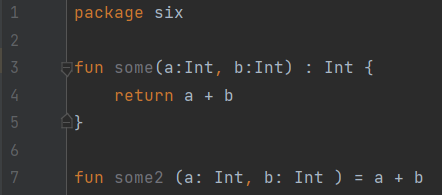 1 package six
2
3 fun some(a:Int, b:Int) : Int {
4     return a + b
5 }
6
7 fun some2 (a: Int, b: Int ) = a + b